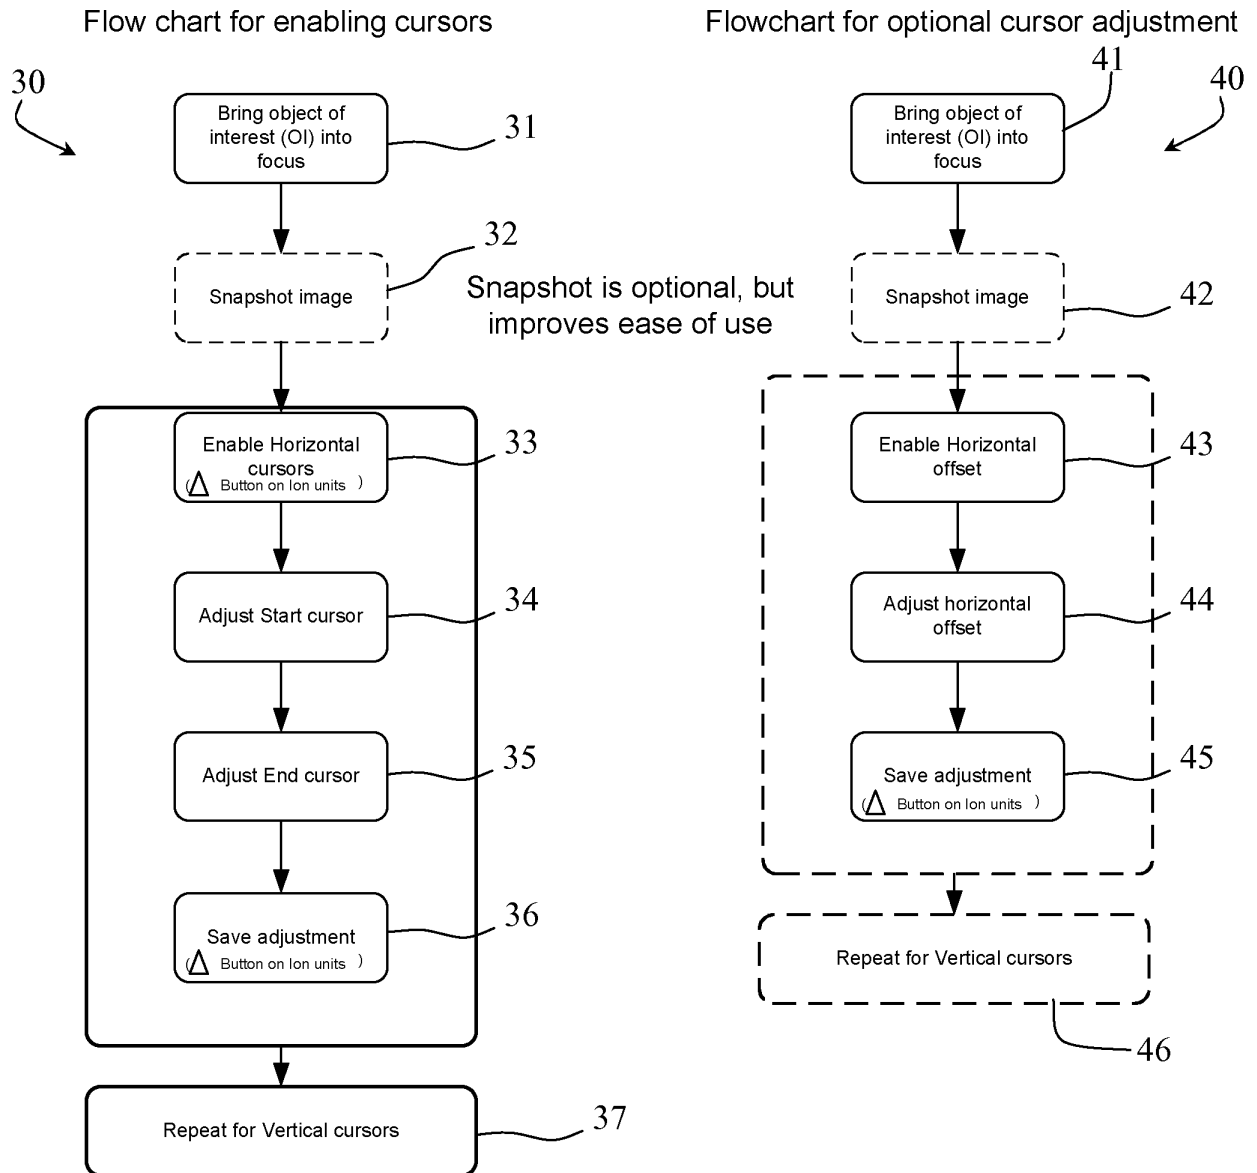 Flow chart for enabling cursors
30
Bring object of
interest (OI) into
focus
31
Snapshot image
32
Snapshot is optional, but
improves ease of use
Enable Horizontal
cursors
(Δ Button on Ion units)
33
Adjust Start cursor
34
Adjust End cursor
35
Save adjustment
(Δ Button on Ion units)
36
Repeat for Vertical cursors
37
Flowchart for optional cursor adjustment
41
40
Bring object of
interest (OI) into
focus
Snapshot image
42
Enable Horizontal
offset
43
Adjust horizontal
offset
44
Save adjustment
(Δ Button on Ion units)
45
Repeat for Vertical cursors
46